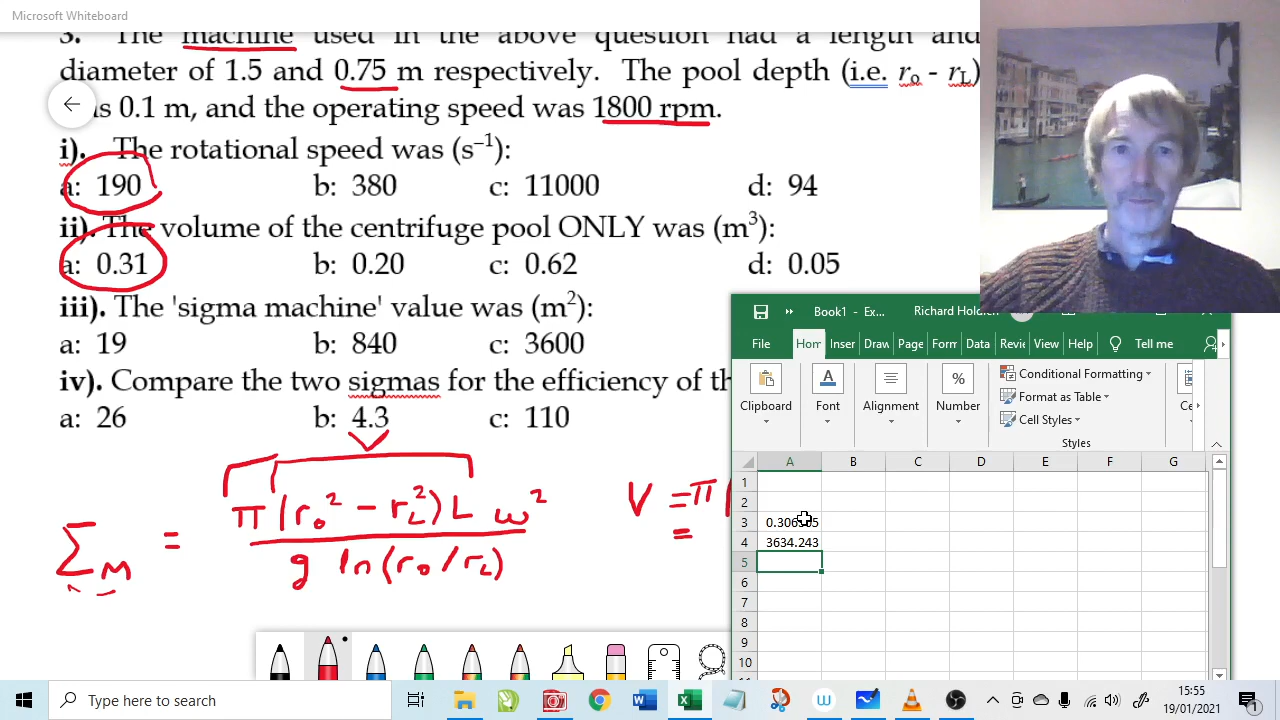 Microsoft Whiteboard
3. The machine used in the above question had a length and
diameter of 1.5 and 0.75 m respectively. The pool depth (i.e. rₒ - r_L)
s 0.1 m, and the operating speed was 1800 rpm.
i). The rotational speed was (s⁻¹):
a: 190 b: 380 c: 11000 d: 94
ii). The volume of the centrifuge pool ONLY was (m³):
a: 0.31 b: 0.20 c: 0.62 d: 0.05
iii). The 'sigma machine' value was (m²):
a: 19 b: 840 c: 3600
iv). Compare the two sigmas for the efficiency of th
a: 26 b: 4.3 c: 110
Σ_M = π(rₒ² - r_L²) L ω²
g ln(rₒ/r_L)
V = π(
=
Book1 - Ex...
File Hom Inser Draw Page Form Data Revie View Help Tell me
Clipboard Font Alignment Number
Conditional Formatting
Format as Table
Cell Styles
Styles
A B C D E F G
1
2
3
4 3634.243
5
6
7
8
9
10
Type here to search
15:55
19/01/2021